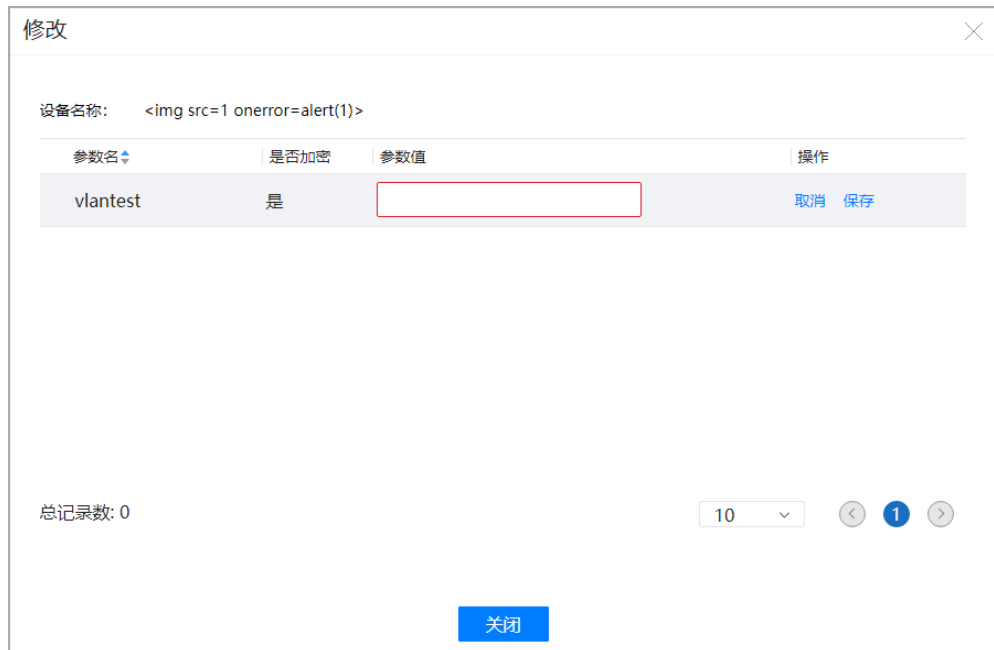 修改
设备名称： <img src=1 onerror=alert(1)>
参数名 是否加密 参数值 操作
vlantest 是 取消 保存
总记录数: 0 10 1
关闭